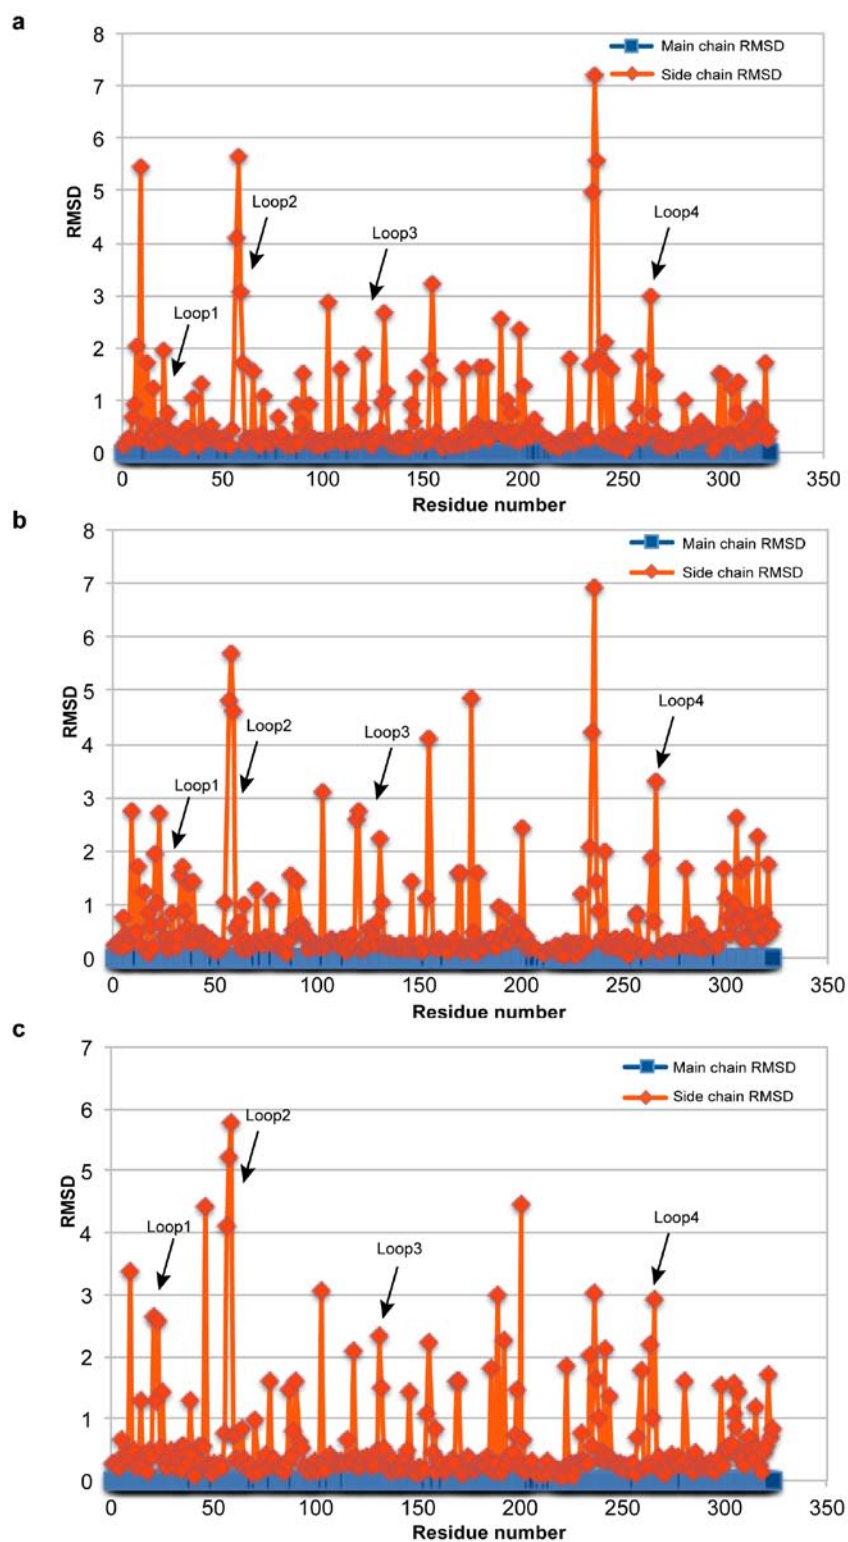 a
8
Main chain RMSD
Side chain RMSD
7
6
5
Loop2
Loop4
RMSD
4
Loop3
3
Loop1
2
1
0
0 50 100 150 200 250 300 350
Residue number
b
8
Main chain RMSD
Side chain RMSD
7
6
5
Loop4
RMSD
Loop2
Loop3
4
Loop1
3
2
1
0
0 50 100 150 200 250 300 350
Residue number
c
7
Main chain RMSD
Side chain RMSD
6
Loop2
5
RMSD
Loop1
Loop4
4
Loop3
3
2
1
0
0 50 100 150 200 250 300 350
Residue number